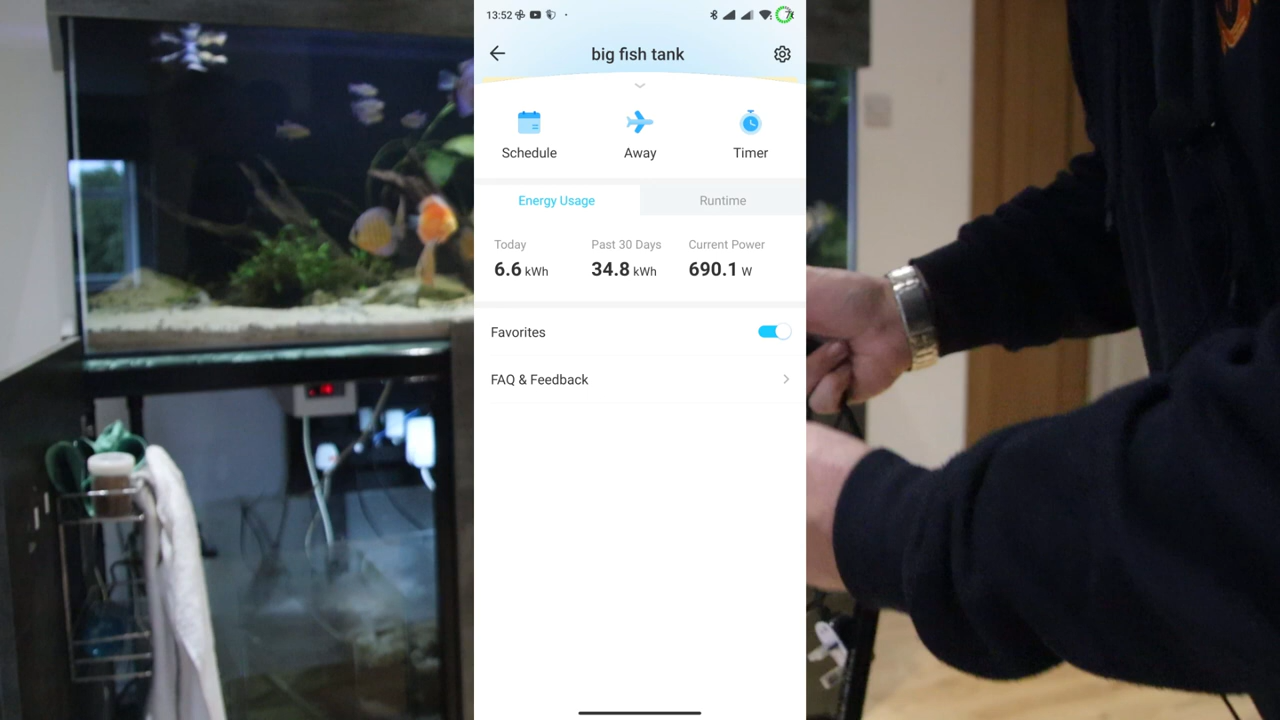 13:52
big fish tank
Schedule
Away
Timer
Energy Usage
Runtime
Today
Past 30 Days
Current Power
6.6 kWh
34.8 kWh
690.1 W
Favorites
FAQ & Feedback